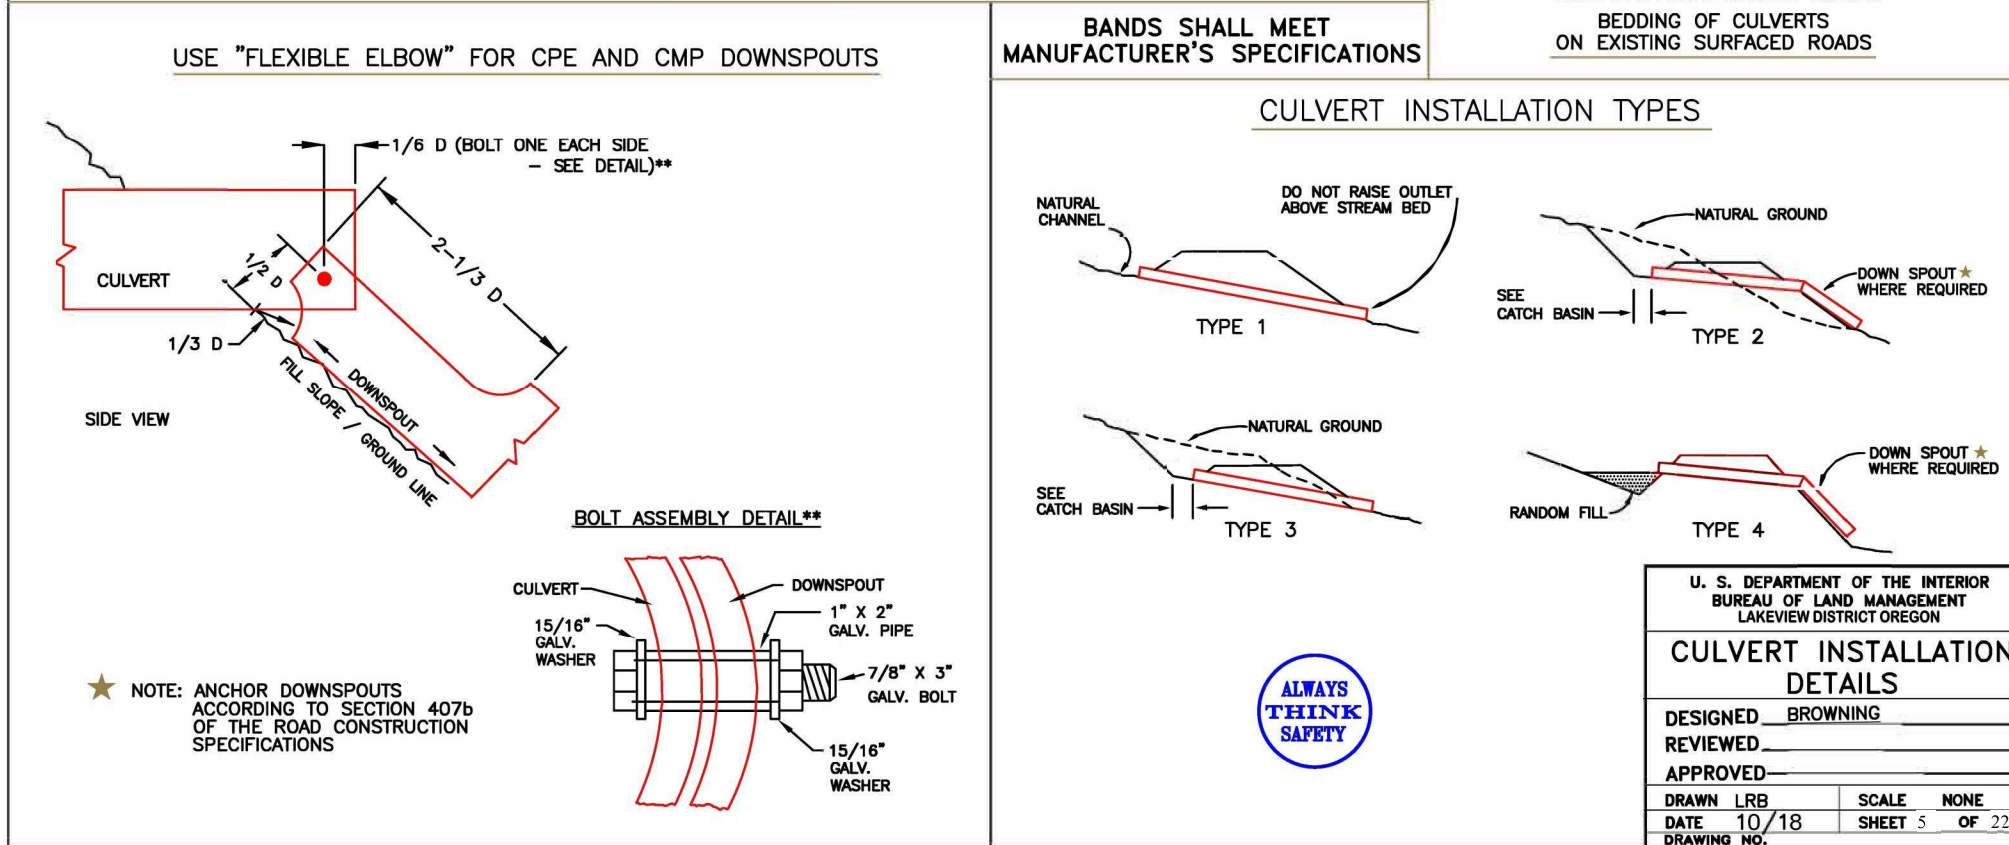 USE "FLEXIBLE ELBOW" FOR CPE AND CMP DOWNSPOUTS
1/6 D (BOLT ONE EACH SIDE
- SEE DETAIL)**
2-1/3 D
1/2 D
CULVERT
1/3 D
DOWNSPOUT
FILL SLOPE / GROUND LINE
SIDE VIEW
BOLT ASSEMBLY DETAIL**
CULVERT
DOWNSPOUT
15/16"
GALV.
WASHER
1" X 2"
GALV. PIPE
7/8" X 3"
GALV. BOLT
15/16"
GALV.
WASHER
NOTE: ANCHOR DOWNSPOUTS
ACCORDING TO SECTION 407b
OF THE ROAD CONSTRUCTION
SPECIFICATIONS
BANDS SHALL MEET
MANUFACTURER'S SPECIFICATIONS
BEDDING OF CULVERTS
ON EXISTING SURFACED ROADS
CULVERT INSTALLATION TYPES
NATURAL
CHANNEL
DO NOT RAISE OUTLET
ABOVE STREAM BED
TYPE 1
NATURAL GROUND
DOWN SPOUT ★
WHERE REQUIRED
SEE
CATCH BASIN
TYPE 2
NATURAL GROUND
SEE
CATCH BASIN
TYPE 3
DOWN SPOUT ★
WHERE REQUIRED
RANDOM FILL
TYPE 4
ALWAYS
THINK
SAFETY
U. S. DEPARTMENT OF THE INTERIOR
BUREAU OF LAND MANAGEMENT
LAKEVIEW DISTRICT OREGON
CULVERT INSTALLATION
DETAILS
DESIGNED BROWNING
REVIEWED
APPROVED
DRAWN LRB SCALE NONE
DATE 10/18 SHEET 5 OF 22
DRAWING NO.